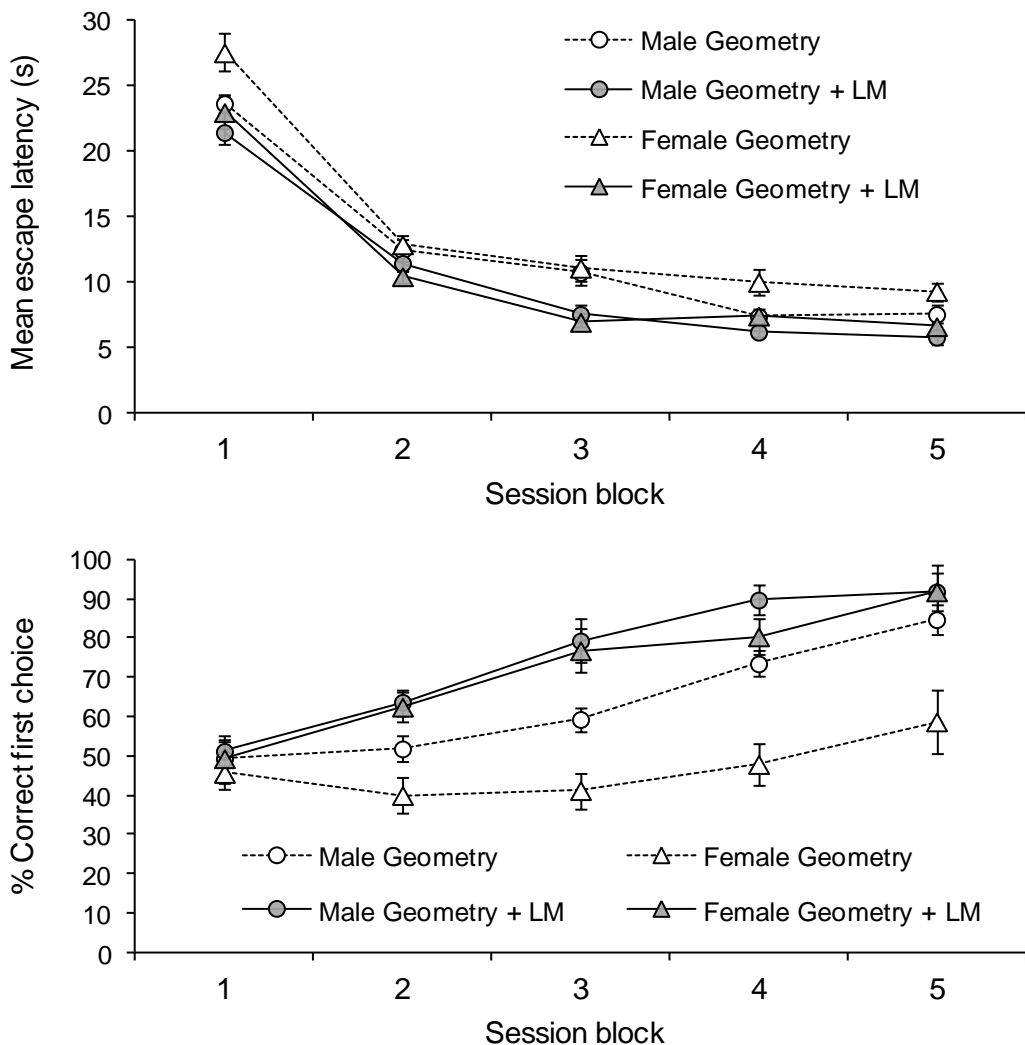 Mean escape latency (s)
30
25
20
15
10
5
0
Male Geometry
Male Geometry + LM
Female Geometry
Female Geometry + LM
1 2 3 4 5
Session block
% Correct first choice
100
90
80
70
60
50
40
30
20
10
0
Male Geometry Female Geometry
Male Geometry + LM Female Geometry + LM
1 2 3 4 5
Session block